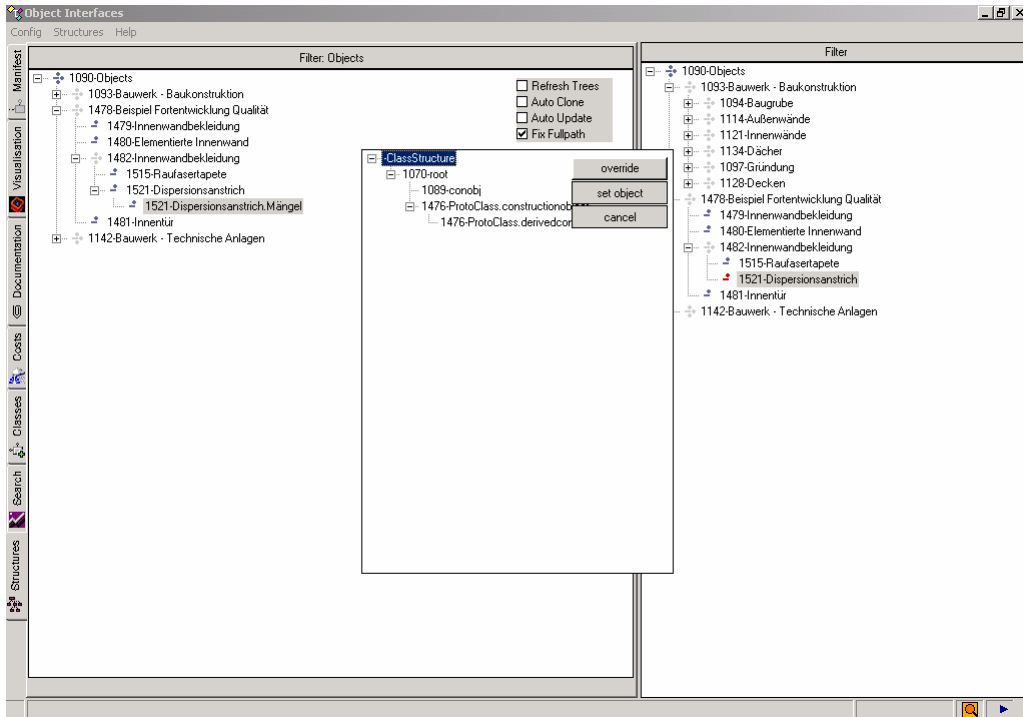 Object Interfaces
Config Structures Help
Manifest
Visualisation
Documentation
Costs
Classes
Search
Structures
Filter: Objects
1090-Objects
1093-Bauwerk - Baukonstruktion
1478-Beispiel Fortentwicklung Qualität
1479-Innenwandbekleidung
1480-Elementierte Innenwand
1482-Innenwandbekleidung
1515-Raufasertapete
1521-Dispersionsanstrich
1521-Dispersionsanstrich.Mängel
1481-Innentür
1142-Bauwerk - Technische Anlagen
Refresh Trees
Auto Clone
Auto Update
Fix Fullpath
-ClassStructure
1070-root
1089-conobj
1476-ProtoClass.constructionob
1476-ProtoClass.derivedcor
override
set object
cancel
Filter
1090-Objects
1093-Bauwerk - Baukonstruktion
1094-Baugrube
1114-Außenwände
1121-Innenwände
1134-Dächer
1097-Gründung
1128-Decken
1478-Beispiel Fortentwicklung Qualität
1479-Innenwandbekleidung
1480-Elementierte Innenwand
1482-Innenwandbekleidung
1515-Raufasertapete
1521-Dispersionsanstrich
1481-Innentür
1142-Bauwerk - Technische Anlagen